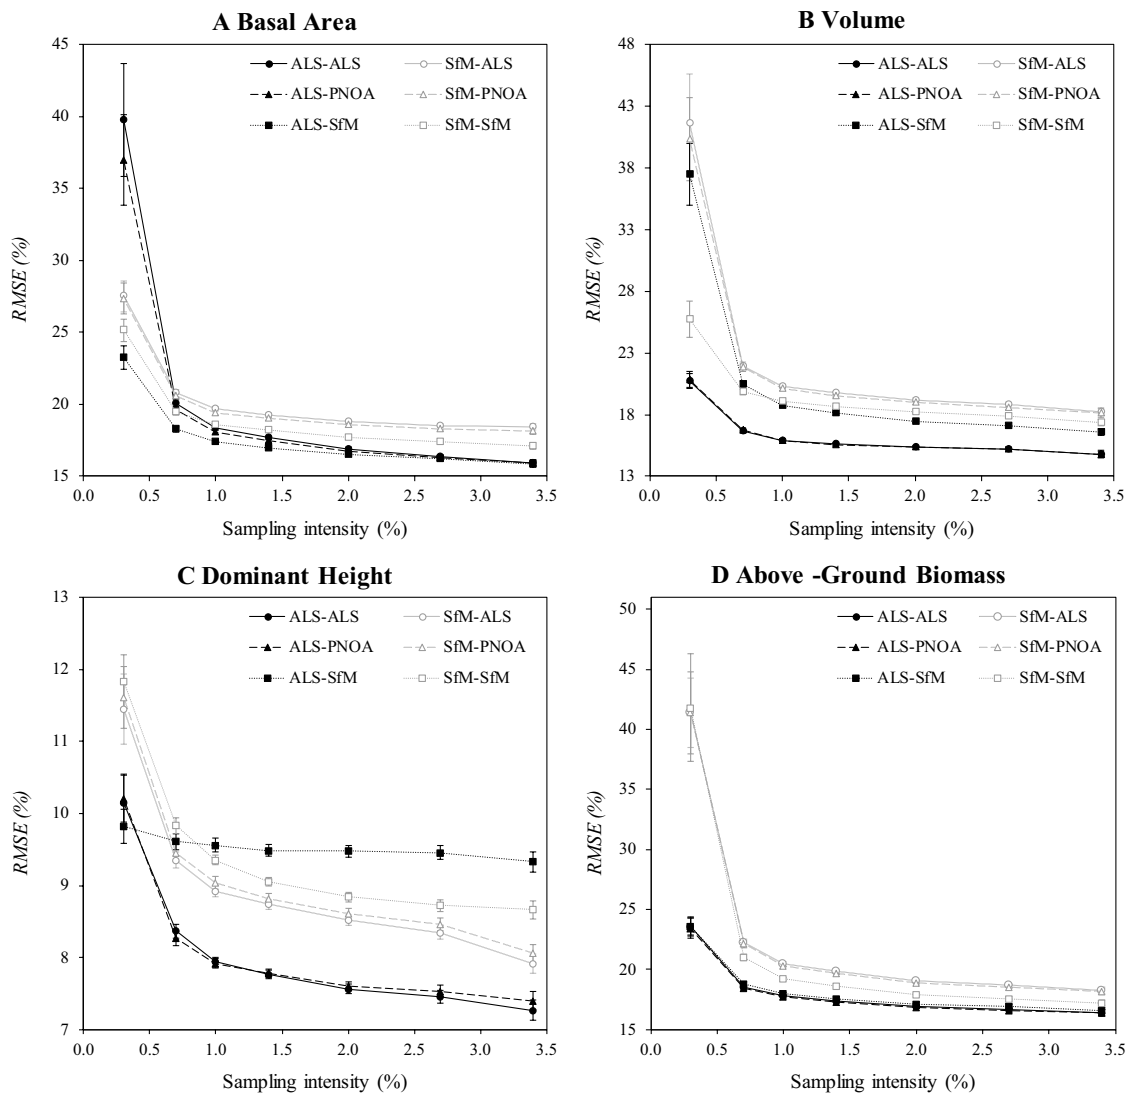 A Basal Area
45
40
35
30
25
20
15
RMSE (%)
ALS-ALS SfM-ALS
ALS-PNOA SfM-PNOA
ALS-SfM SfM-SfM
0.0 0.5 1.0 1.5 2.0 2.5 3.0 3.5
Sampling intensity (%)
B Volume
48
43
38
33
28
23
18
13
RMSE (%)
ALS-ALS SfM-ALS
ALS-PNOA SfM-PNOA
ALS-SfM SfM-SfM
0.0 0.5 1.0 1.5 2.0 2.5 3.0 3.5
Sampling intensity (%)
C Dominant Height
13
12
11
10
9
8
7
RMSE (%)
ALS-ALS SfM-ALS
ALS-PNOA SfM-PNOA
ALS-SfM SfM-SfM
0.0 0.5 1.0 1.5 2.0 2.5 3.0 3.5
Sampling intensity (%)
D Above -Ground Biomass
50
45
40
35
30
25
20
15
RMSE (%)
ALS-ALS SfM-ALS
ALS-PNOA SfM-PNOA
ALS-SfM SfM-SfM
0.0 0.5 1.0 1.5 2.0 2.5 3.0 3.5
Sampling intensity (%)